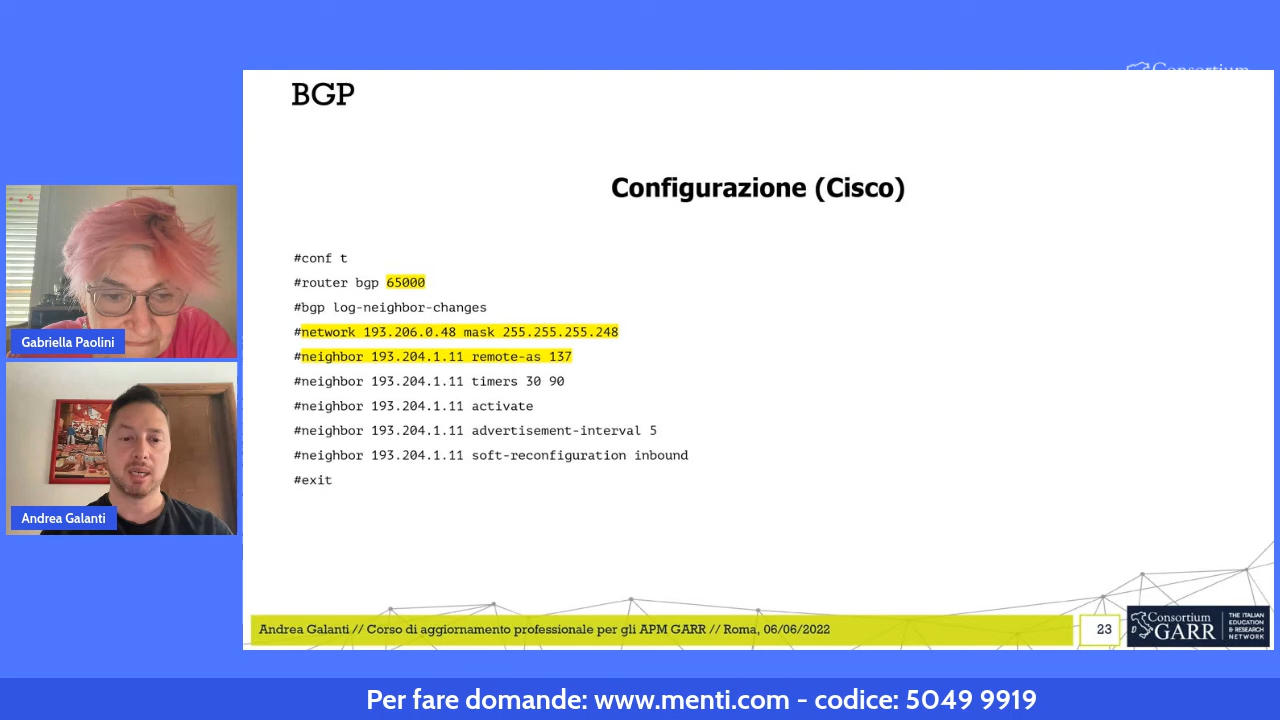 Consortium
BGP
Configurazione (Cisco)
#conf t
#router bgp 65000
#bgp log-neighbor-changes
#network 193.206.0.48 mask 255.255.255.248
#neighbor 193.204.1.11 remote-as 137
#neighbor 193.204.1.11 timers 30 90
#neighbor 193.204.1.11 activate
#neighbor 193.204.1.11 advertisement-interval 5
#neighbor 193.204.1.11 soft-reconfiguration inbound
#exit
Gabriella Paolini
Andrea Galanti
Andrea Galanti // Corso di aggiornamento professionale per gli APM GARR // Roma, 06/06/2022
23
Consortium
GARR
THE ITALIAN
EDUCATION
& RESEARCH
NETWORK
Per fare domande: www.menti.com - codice: 5049 9919